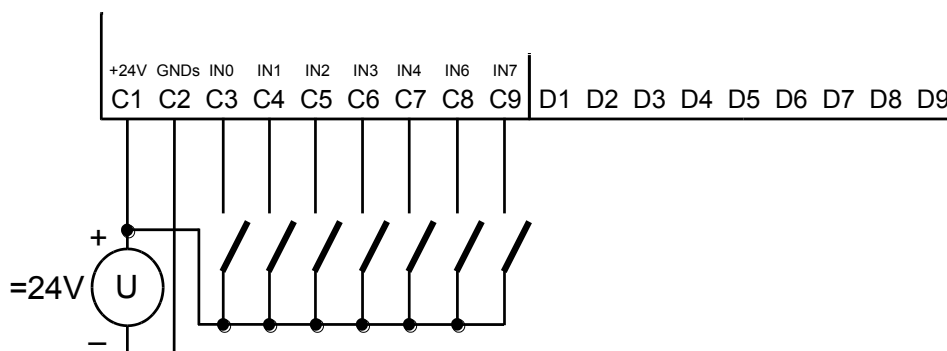 +24V GNDs IN0 IN1 IN2 IN3 IN4 IN6 IN7
C1 C2 C3 C4 C5 C6 C7 C8 C9 D1 D2 D3 D4 D5 D6 D7 D8 D9
+
=24V U
–